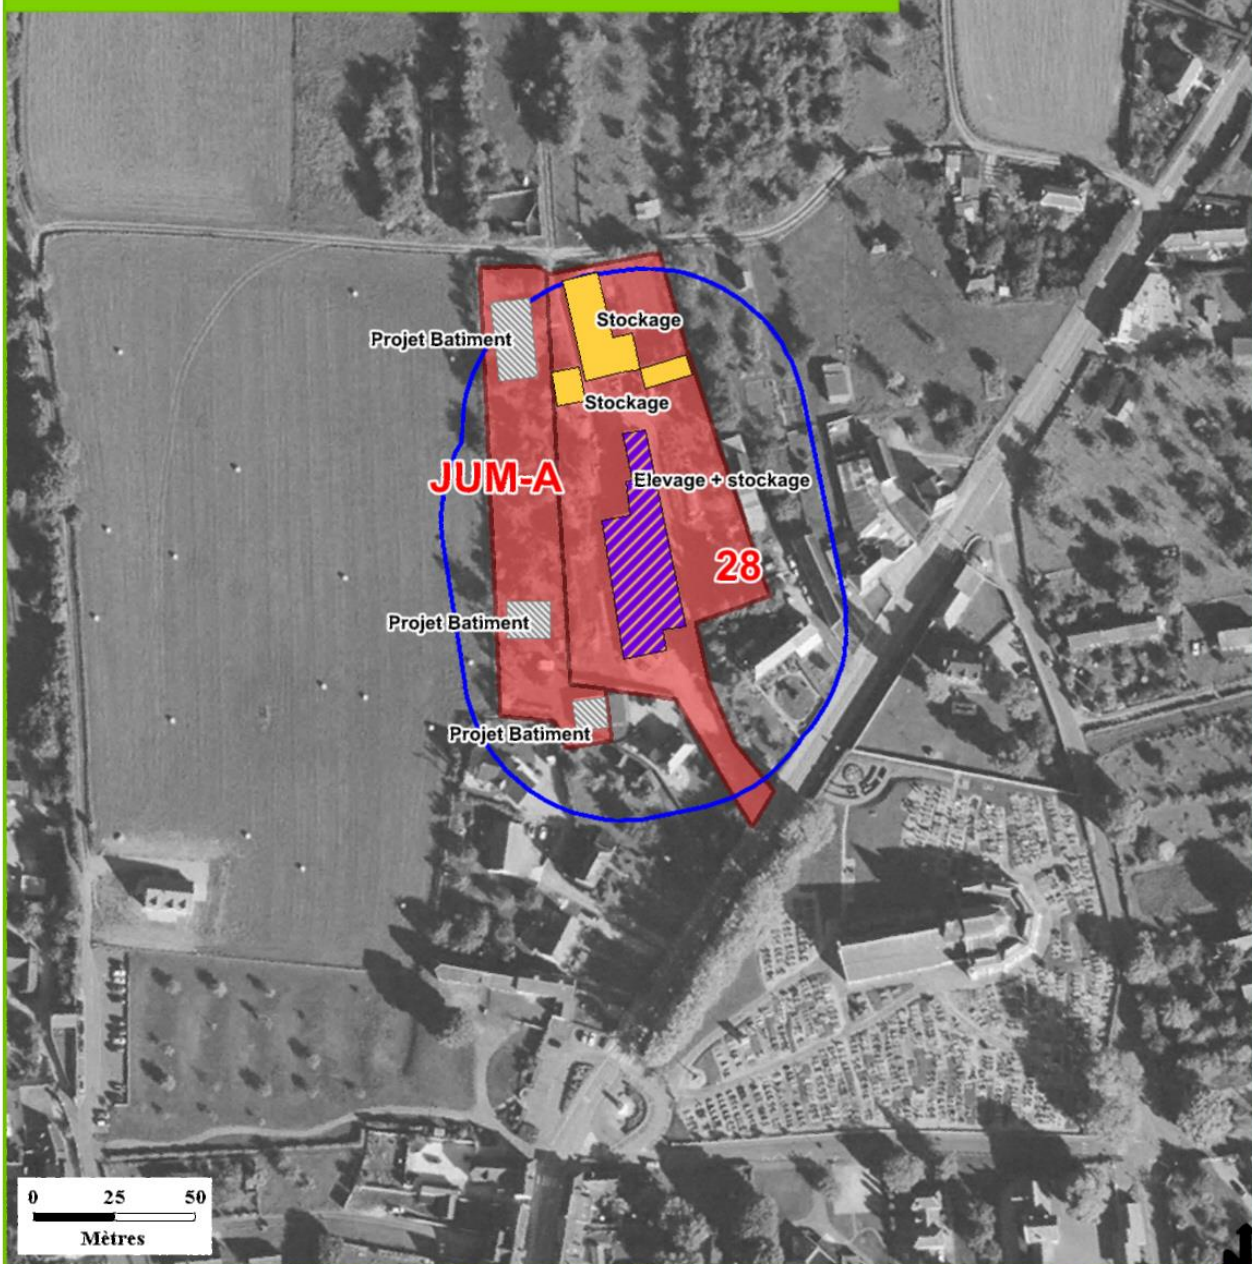 Stockage
Projet Batiment
Stockage
JUM-A
Elevage + stockage
28
Projet Batiment
Projet Batiment
0 25 50
Mètres